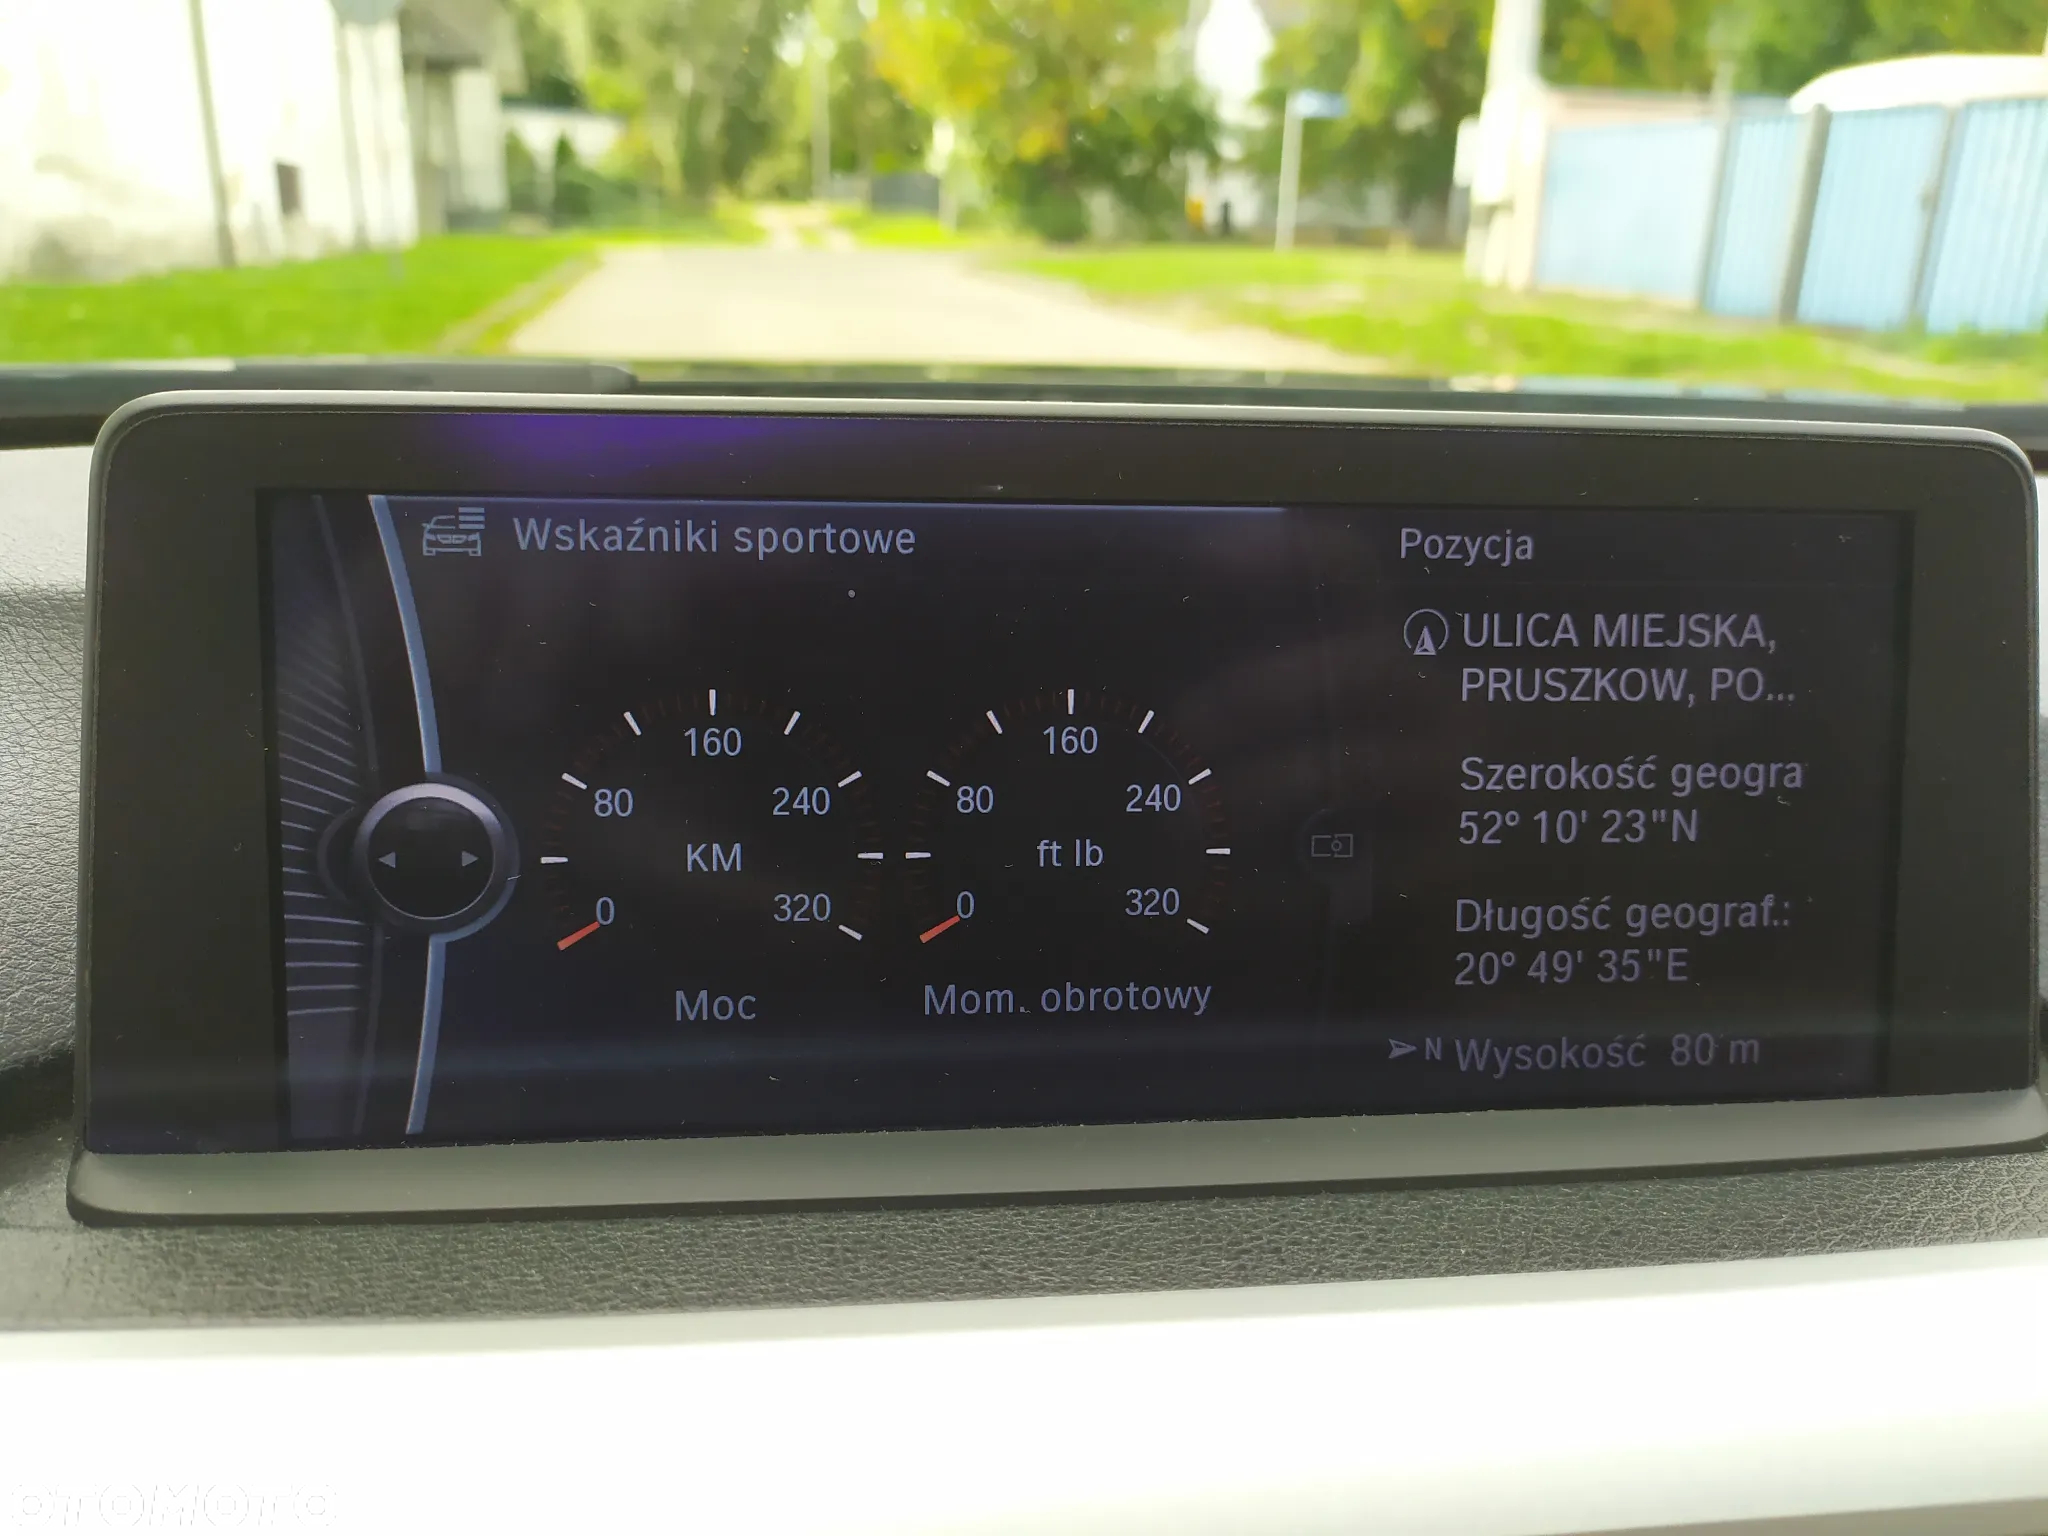 Wskaźniki sportowe
80
160
240
0
320
KM
Moc
80
160
240
0
320
ft lb
Mom. obrotowy
Pozycja
ULICA MIEJSKA,
PRUSZKOW, PO...
Szerokość geogra
52° 10' 23"N
Długość geograf.:
20° 49' 35"E
N Wysokość 80 m
OTOMOTO